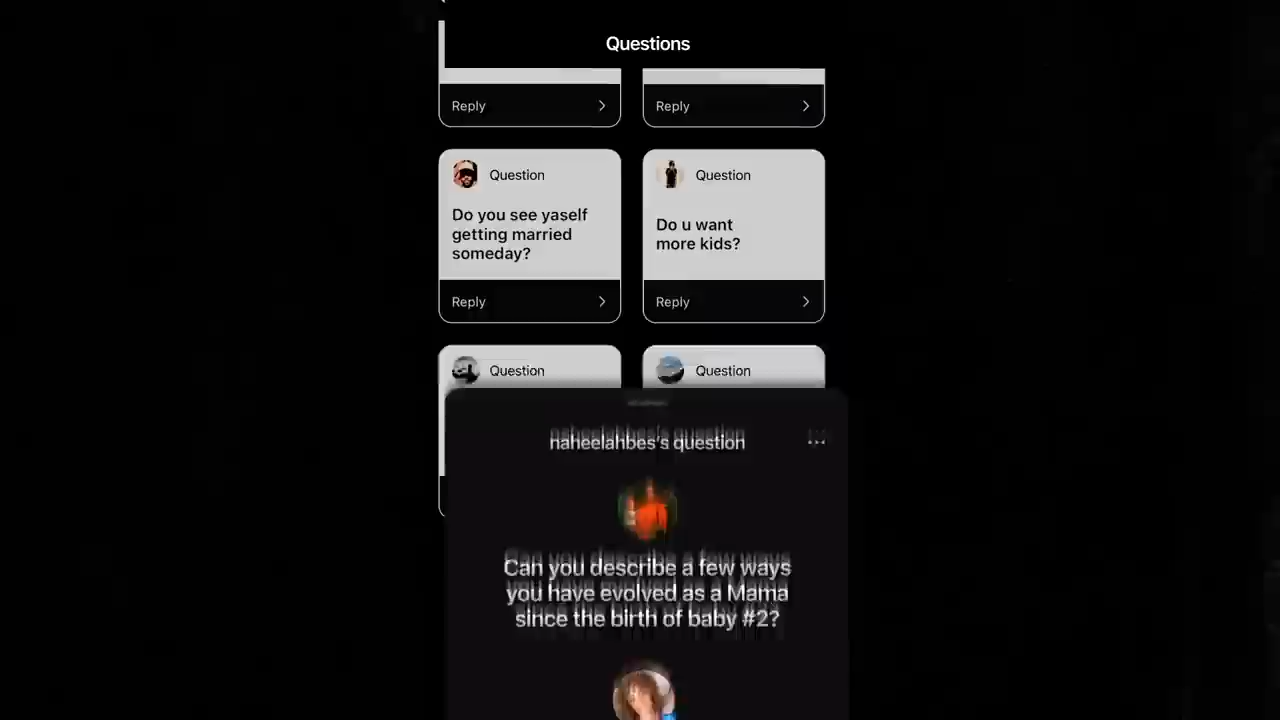 Questions
Reply
Reply
Question
Question
Do you see yaself
getting married
someday?
Do u want
more kids?
Reply
Reply
Question
Question
naheelahbes's question
Can you describe a few ways
you have evolved as a Mama
since the birth of baby #2?